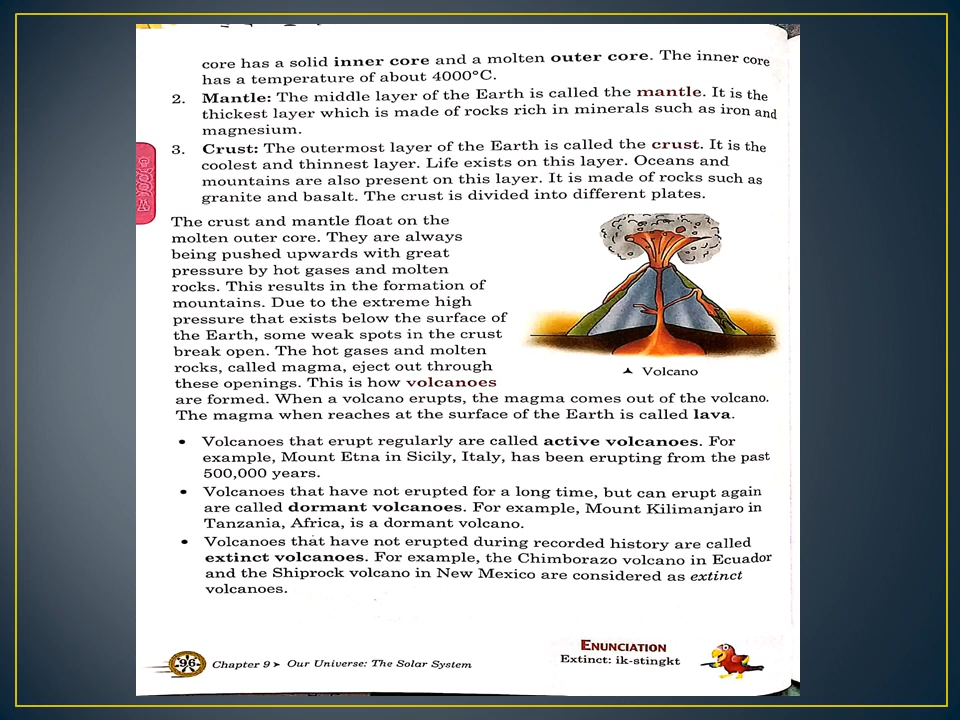 core has a solid inner core and a molten outer core. The inner core
has a temperature of about 4000°C.
2. Mantle: The middle layer of the Earth is called the mantle. It is the
thickest layer which is made of rocks rich in minerals such as iron and
magnesium.
3. Crust: The outermost layer of the Earth is called the crust. It is the
coolest and thinnest layer. Life exists on this layer. Oceans and
mountains are also present on this layer. It is made of rocks such as
granite and basalt. The crust is divided into different plates.
The crust and mantle float on the
molten outer core. They are always
being pushed upwards with great
pressure by hot gases and molten
rocks. This results in the formation of
mountains. Due to the extreme high
pressure that exists below the surface of
the Earth, some weak spots in the crust
break open. The hot gases and molten
rocks, called magma, eject out through
these openings. This is how volcanoes
are formed. When a volcano erupts, the magma comes out of the volcano.
The magma when reaches at the surface of the Earth is called lava.
Volcano
• Volcanoes that erupt regularly are called active volcanoes. For
example, Mount Etna in Sicily, Italy, has been erupting from the past
500,000 years.
• Volcanoes that have not erupted for a long time, but can erupt again
are called dormant volcanoes. For example, Mount Kilimanjaro in
Tanzania, Africa, is a dormant volcano.
• Volcanoes that have not erupted during recorded history are called
extinct volcanoes. For example, the Chimborazo volcano in Ecuador
and the Shiprock volcano in New Mexico are considered as extinct
volcanoes.
96 Chapter 9 ➤ Our Universe: The Solar System
ENUNCIATION
Extinct: ik-stingkt